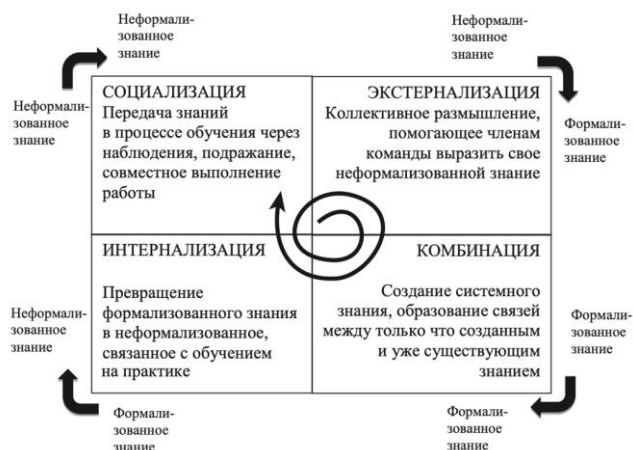 Неформали-
зованное
знание
Неформали-
зованное
знание
Неформали-
зованное
знание
Формали-
зованное
знание
СОЦИАЛИЗАЦИЯ
Передача знаний
в процессе обучения через
наблюдения, подражание,
совместное выполнение
работы
ЭКСТЕРНАЛИЗАЦИЯ
Коллективное размышление,
помогающее членам
команды выразить свое
неформализованной знание
ИНТЕРНАЛИЗАЦИЯ
Превращение
формализованного знания
в неформализованное,
связанное с обучением
на практике
КОМБИНАЦИЯ
Создание системного
знания, образование связей
между только что созданным
и уже существующим
знанием
Неформали-
зованное
знание
Формали-
зованное
знание
Формали-
зованное
знание
Формали-
зованное
знание